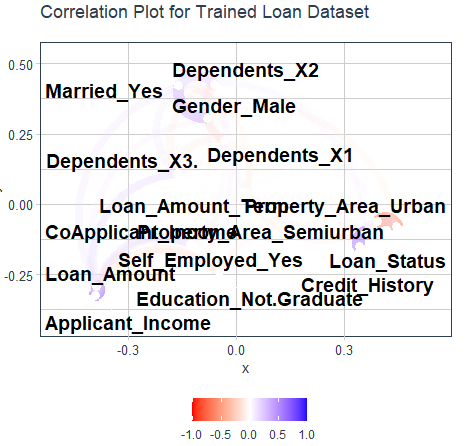 Correlation Plot for Trained Loan Dataset
0.50
Dependents_X2
Married_Yes
Gender_Male
0.25
Dependents_X1
Dependents_X3.
0.00
Loan_Amount_Term
Property_Area_Urban
CoApplicant_Income
Property_Area_Semiurban
Self_Employed_Yes
Loan_Status
-0.25
Loan_Amount
Credit_History
Education_Not.Graduate
Applicant_Income
-0.3 0.0 0.3
x
-1.0 -0.5 0.0 0.5 1.0